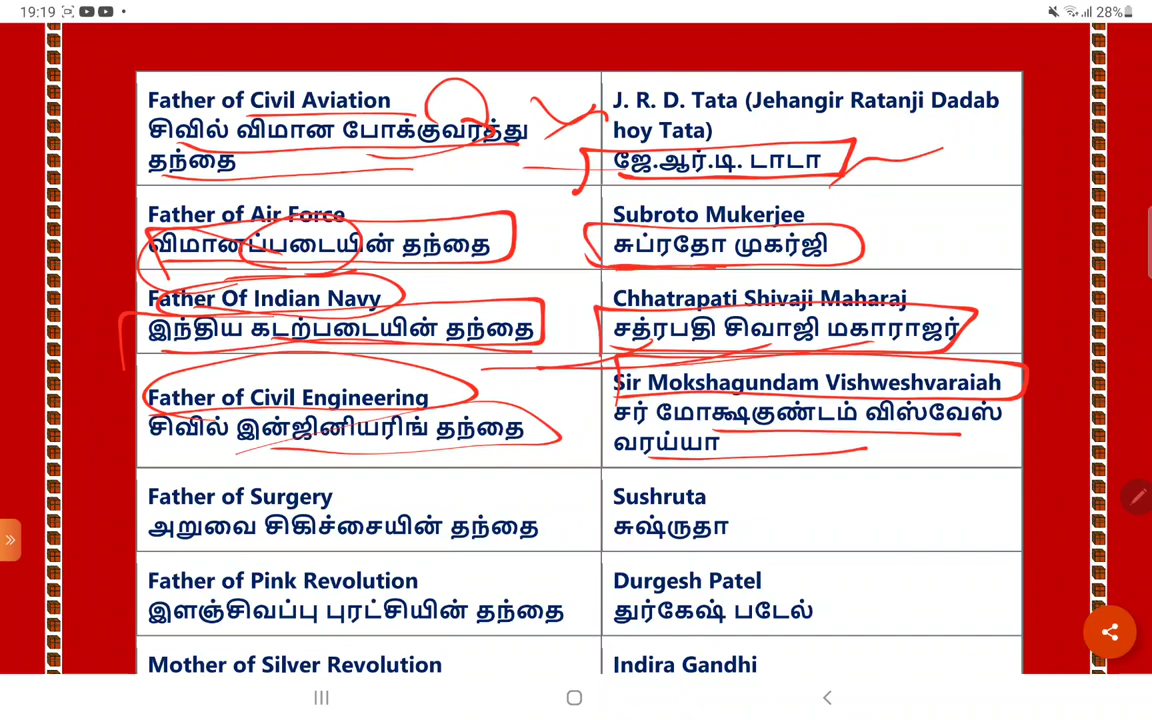 19:19
28%
Father of Civil Aviation
சிவில் விமான போக்குவரத்து
தந்தை
J. R. D. Tata (Jehangir Ratanji Dadab
hoy Tata)
ஜே.ஆர்.டி. டாடா
Father of Air Force
விமானப்படையின் தந்தை
Subroto Mukerjee
சுப்ரதோ முகர்ஜி
Father Of Indian Navy
இந்திய கடற்படையின் தந்தை
Chhatrapati Shivaji Maharaj
சத்ரபதி சிவாஜி மகாராஜர்
Father of Civil Engineering
சிவில் இன்ஜினியரிங் தந்தை
Sir Mokshagundam Vishweshvaraiah
சர் மோக்ஷகுண்டம் விஸ்வேஸ்
வரய்யா
Father of Surgery
அறுவை சிகிச்சையின் தந்தை
Sushruta
சுஷ்ருதா
Father of Pink Revolution
இளஞ்சிவப்பு புரட்சியின் தந்தை
Durgesh Patel
துர்கேஷ் படேல்
Mother of Silver Revolution
Indira Gandhi